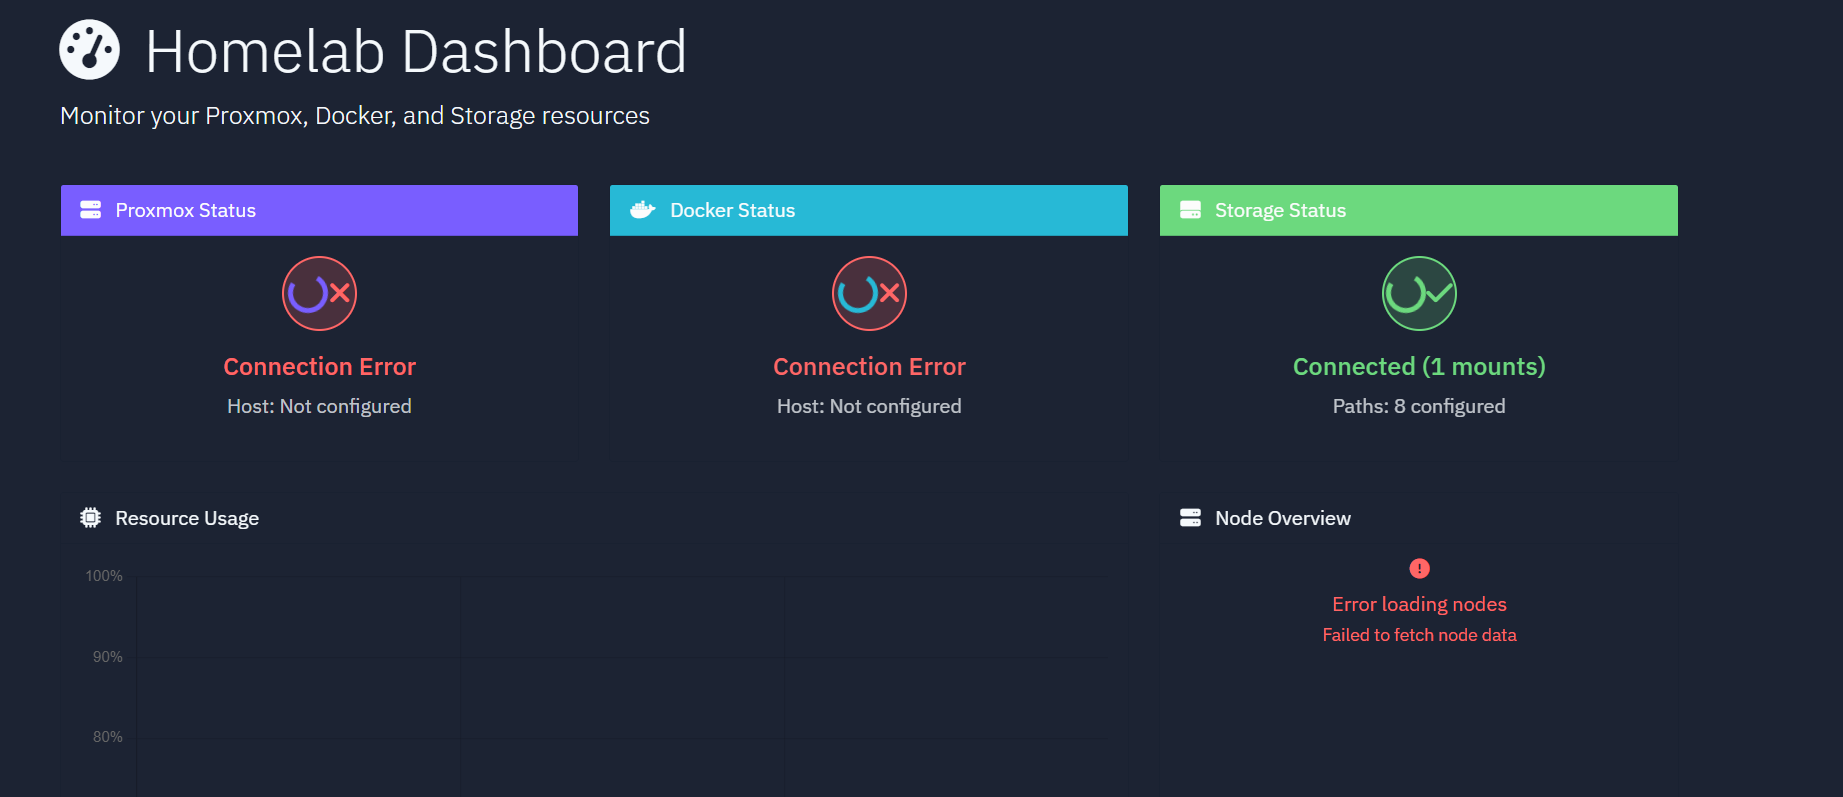 Homelab Dashboard
Monitor your Proxmox, Docker, and Storage resources
Proxmox Status
Connection Error
Host: Not configured
Docker Status
Connection Error
Host: Not configured
Storage Status
Connected (1 mounts)
Paths: 8 configured
Resource Usage
100%
90%
80%
Node Overview
Error loading nodes
Failed to fetch node data